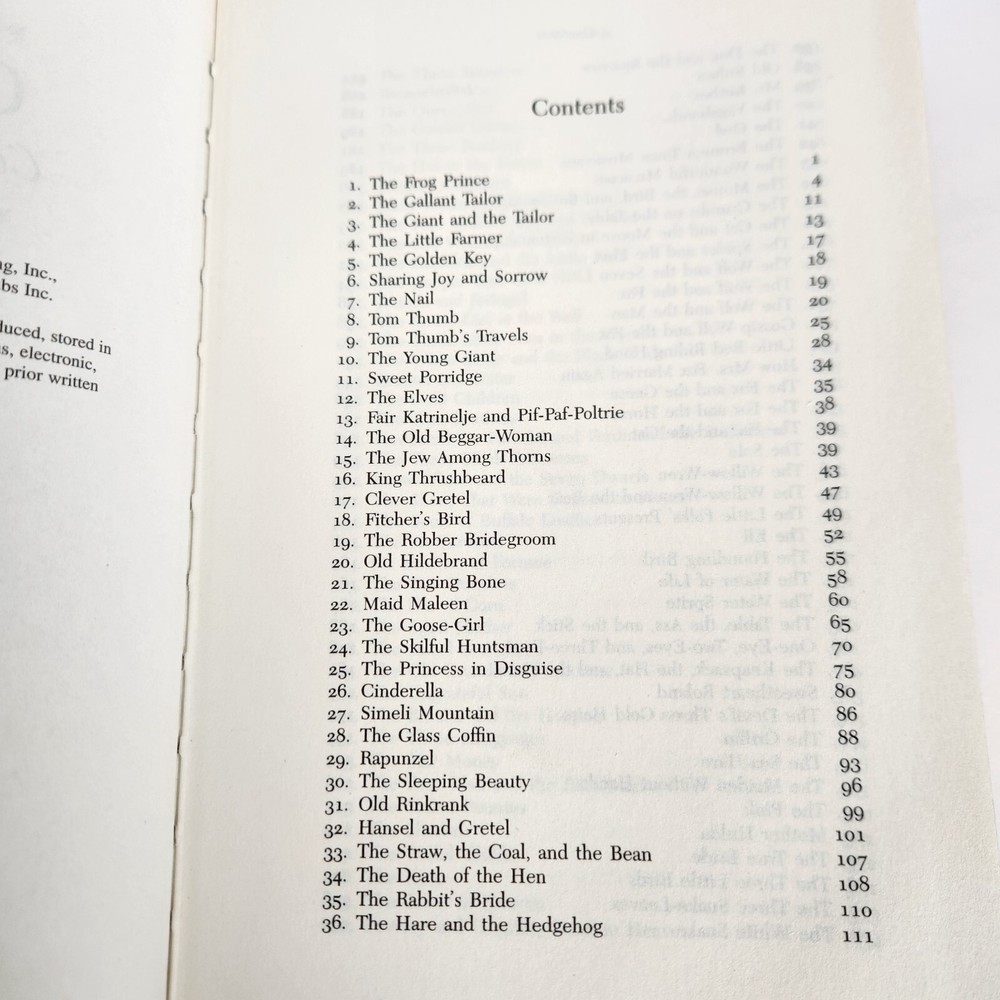 g, Inc.,
bs Inc.
duced, stored in
s, electronic,
prior written
Contents
1. The Frog Prince 1
2. The Gallant Tailor 4
3. The Giant and the Tailor 11
4. The Little Farmer 13
5. The Golden Key 17
6. Sharing Joy and Sorrow 18
7. The Nail 19
8. Tom Thumb 20
9. Tom Thumb's Travels 25
10. The Young Giant 28
11. Sweet Porridge 34
12. The Elves 35
13. Fair Katrinelje and Pif-Paf-Poltrie 38
14. The Old Beggar-Woman 39
15. The Jew Among Thorns 39
16. King Thrushbeard 43
17. Clever Gretel 47
18. Fitcher's Bird 49
19. The Robber Bridegroom 52
20. Old Hildebrand 55
21. The Singing Bone 58
22. Maid Maleen 60
23. The Goose-Girl 65
24. The Skilful Huntsman 70
25. The Princess in Disguise 75
26. Cinderella 80
27. Simeli Mountain 86
28. The Glass Coffin 88
29. Rapunzel 93
30. The Sleeping Beauty 96
31. Old Rinkrank 99
32. Hansel and Gretel 101
33. The Straw, the Coal, and the Bean 107
34. The Death of the Hen 108
35. The Rabbit's Bride 110
36. The Hare and the Hedgehog 111